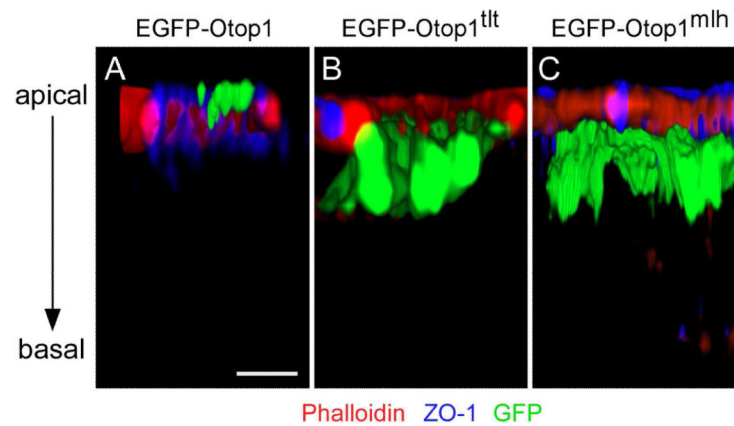 EGFP-Otop1 EGFP-Otop1tlt EGFP-Otop1mlh
A B C
apical
basal
Phalloidin ZO-1 GFP